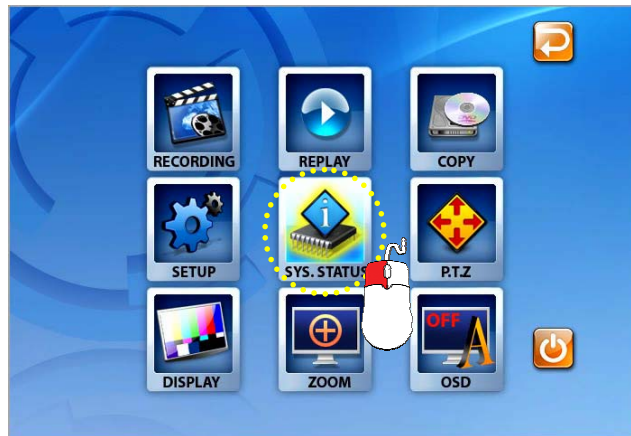 RECORDING
REPLAY
COPY
SETUP
i
SYS. STATUS
P.T.Z
DISPLAY
ZOOM
OFF
A
OSD